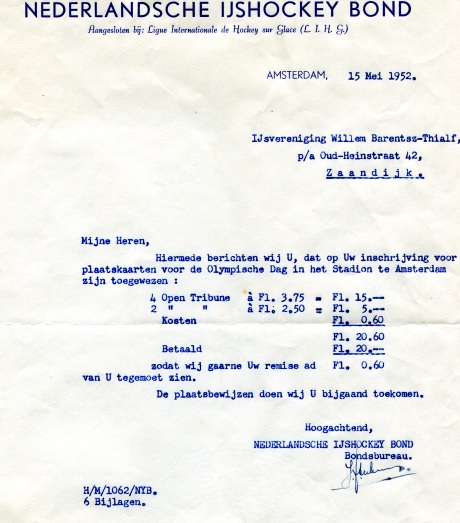 NEDERLANDSCHE IJSHOCKEY BOND
Aangesloten bij: Ligue Internationale de Hockey sur Glace (L. I. H. G.)
AMSTERDAM, 15 Mei 1952.
IJsvereniging Willem Barentsz-Thialf,
p/a Oud-Heinstraat 42,
Zaandijk.
Mijne Heren,
Hiermede berichten wij U, dat op Uw inschrijving voor
plaatskaarten voor de Olympische Dag in het Stadion te Amsterdam
zijn toegewezen :
4 Open Tribune à Fl. 3.75 = Fl. 15.--
2 " " à Fl. 2.50 = Fl. 5.--
Kosten Fl. 0.60
Fl. 20.60
Betaald Fl. 20.--
zodat wij gaarne Uw remise ad Fl. 0.60
van U tegemoet zien.
De plaatsbewijzen doen wij U bijgaand toekomen.
Hoogachtend,
NEDERLANDSCHE IJSHOCKEY BOND
Bondsbureau.
H/M/1062/NYB.
6 Bijlagen.